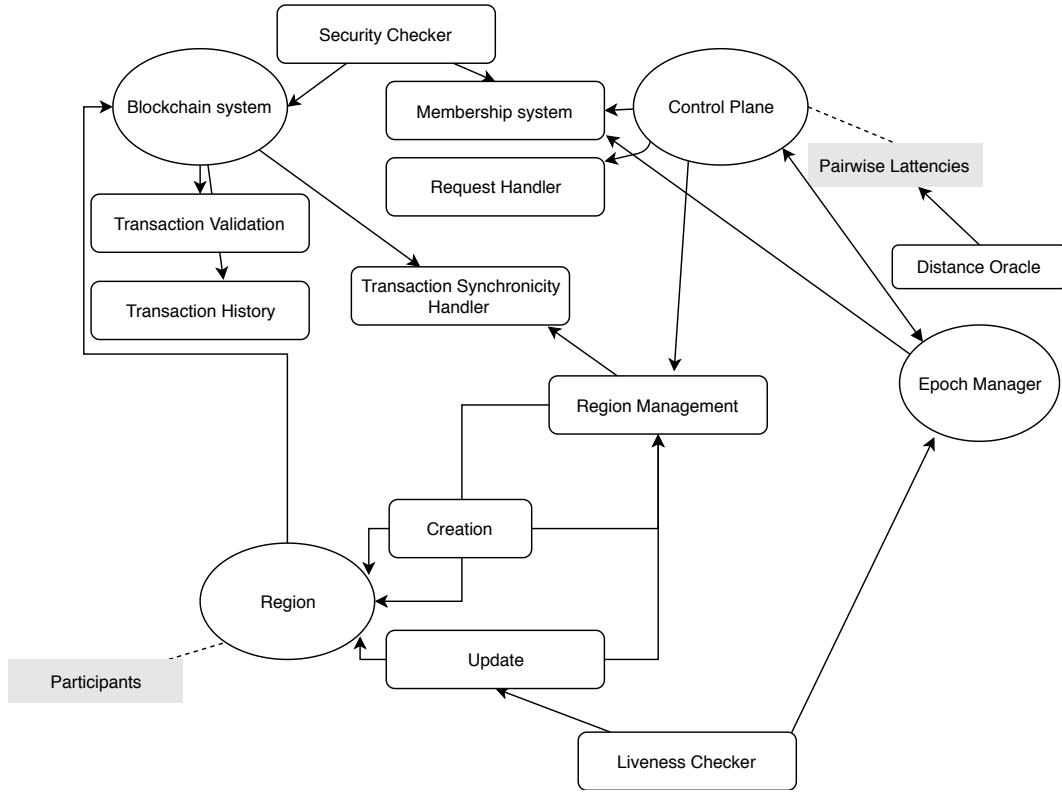 Security Checker
Blockchain system
Membership system
Control Plane
Pairwise Lattencies
Request Handler
Transaction Validation
Distance Oracle
Transaction Synchronicity
Handler
Transaction History
Epoch Manager
Region Management
Creation
Region
Update
Participants
Liveness Checker